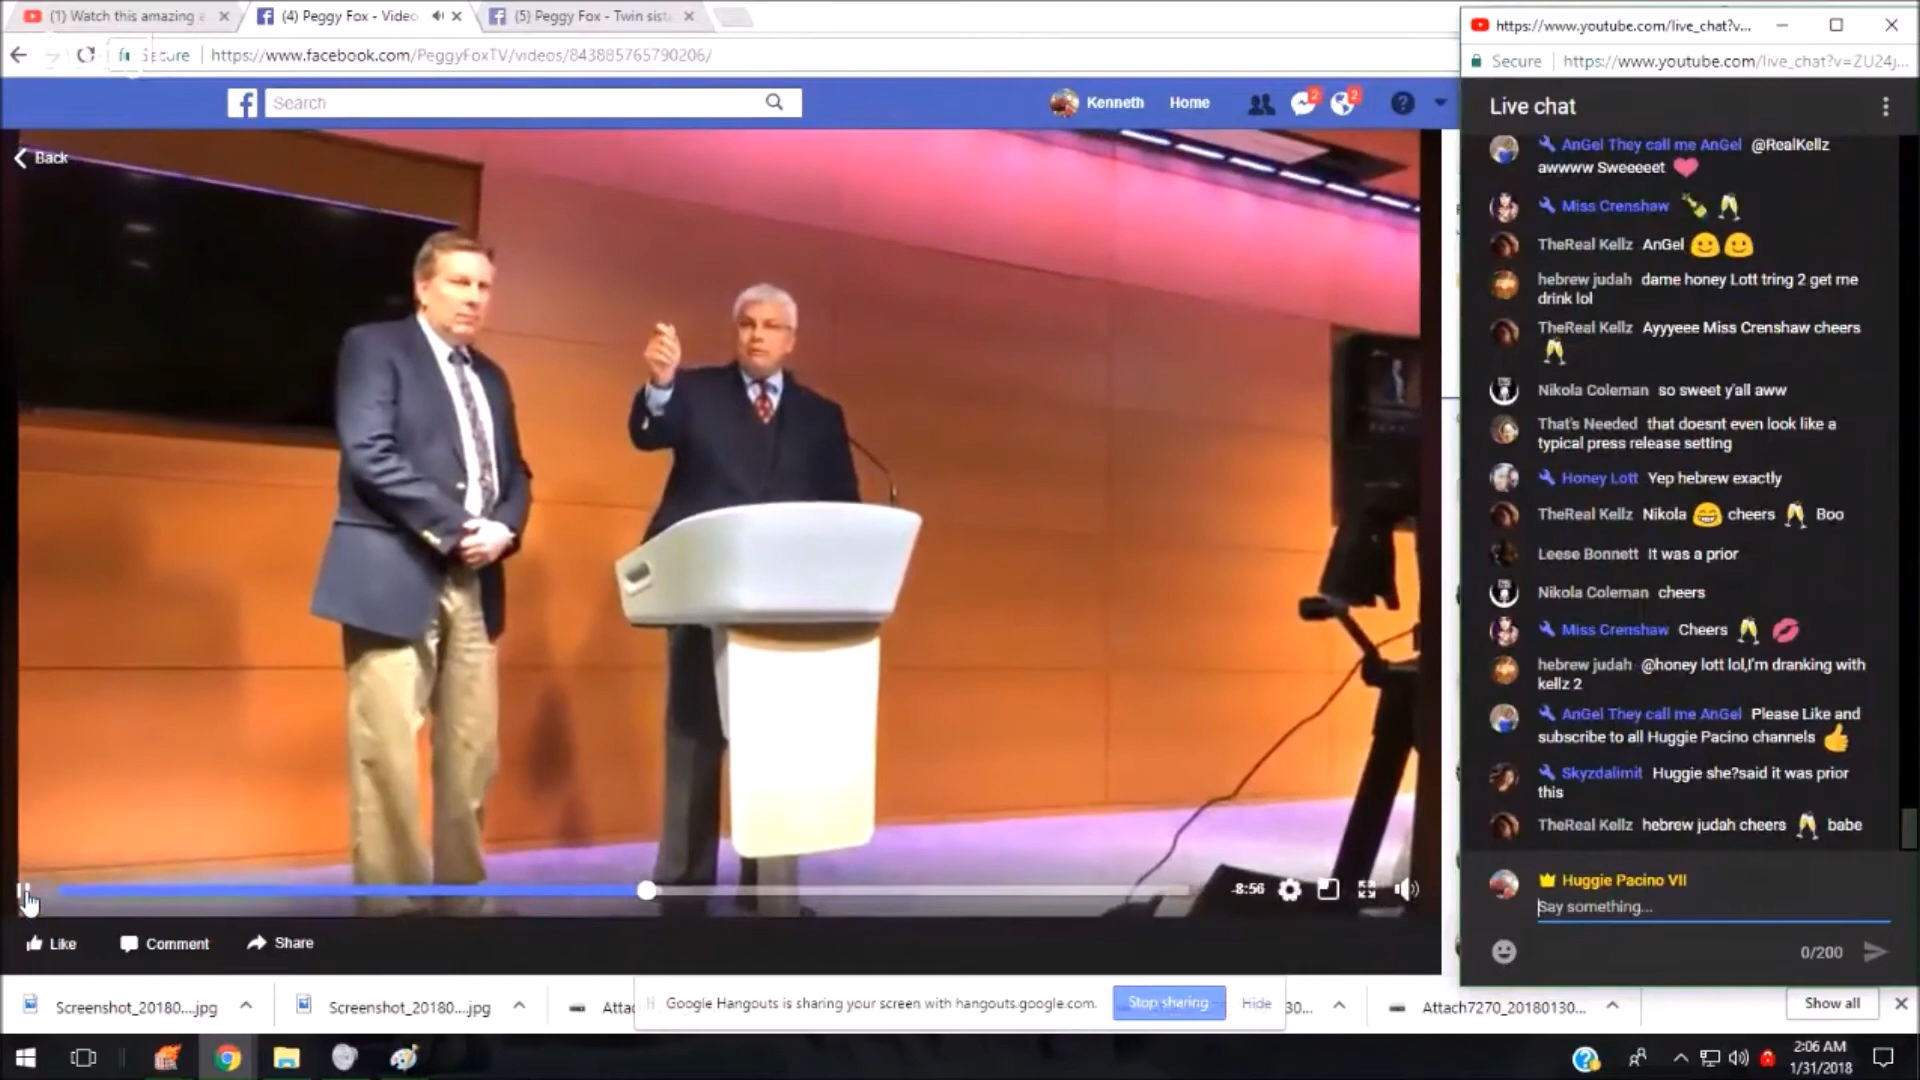 (1) Watch this amazing a
(4) Peggy Fox - Video
(5) Peggy Fox - Twin sist
https://www.youtube.com/live_chat?v...
Secure
https://www.facebook.com/PeggyFoxTV/videos/843885765790206/
Secure
https://www.youtube.com/live_chat?v=ZU24j...
Search
Kenneth
Home
2
2
Live chat
Back
AnGel They call me AnGel @RealKellz
awwww Sweeeeet
Miss Crenshaw
TheReal Kellz AnGel
hebrew judah dame honey Lott tring 2 get me
drink lol
TheReal Kellz Ayyyeee Miss Crenshaw cheers
Nikola Coleman so sweet y'all aww
That's Needed that doesnt even look like a
typical press release setting
Honey Lott Yep hebrew exactly
TheReal Kellz Nikola cheers Boo
Leese Bonnett It was a prior
Nikola Coleman cheers
Miss Crenshaw Cheers
hebrew judah @honey lott lol,I'm dranking with
kellz 2
AnGel They call me AnGel Please Like and
subscribe to all Huggie Pacino channels
Skyzdalimit Huggie she?said it was prior
this
TheReal Kellz hebrew judah cheers babe
Huggie Pacino VII
Say something...
0/200
-8:56
Like
Comment
Share
Screenshot_20180....jpg
Screenshot_20180....jpg
Attac
Google Hangouts is sharing your screen with hangouts.google.com.
Stop sharing
Hide
30...
Attach7270_20180130...
Show all
2:06 AM
1/31/2018